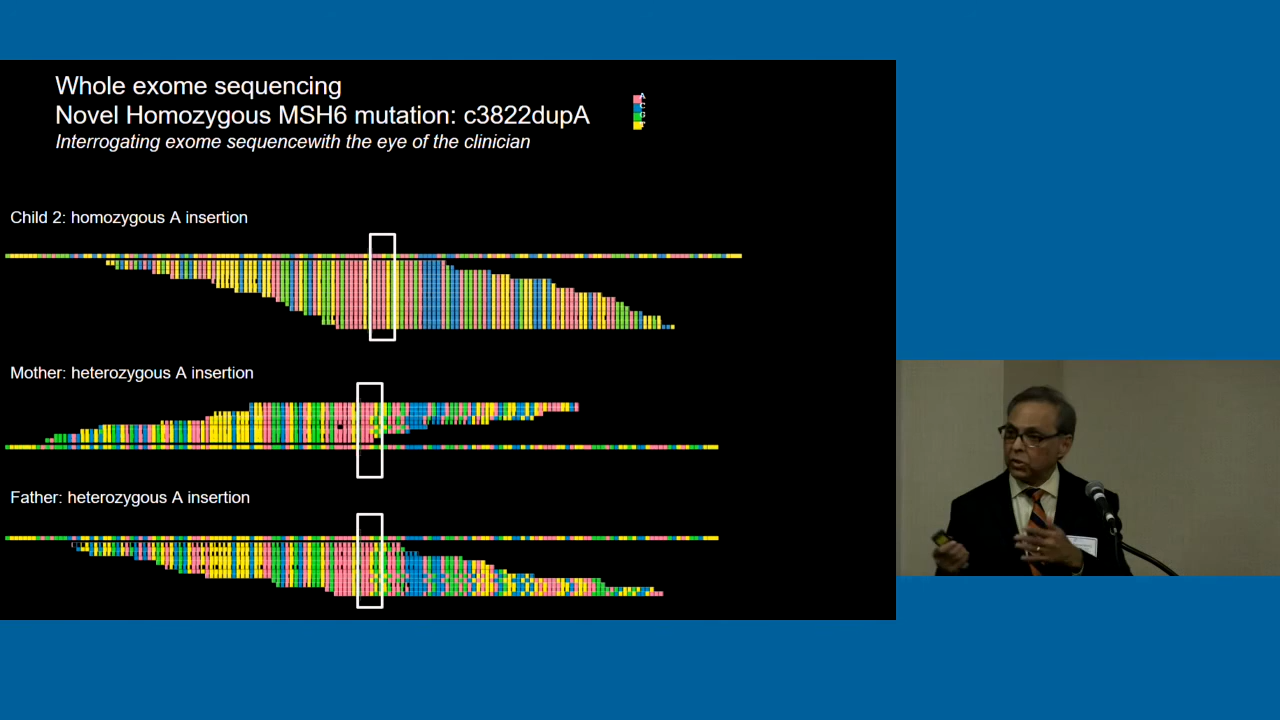 Whole exome sequencing
Novel Homozygous MSH6 mutation: c3822dupA
Interrogating exome sequencewith the eye of the clinician
A
C
G
T
Child 2: homozygous A insertion
Mother: heterozygous A insertion
Father: heterozygous A insertion